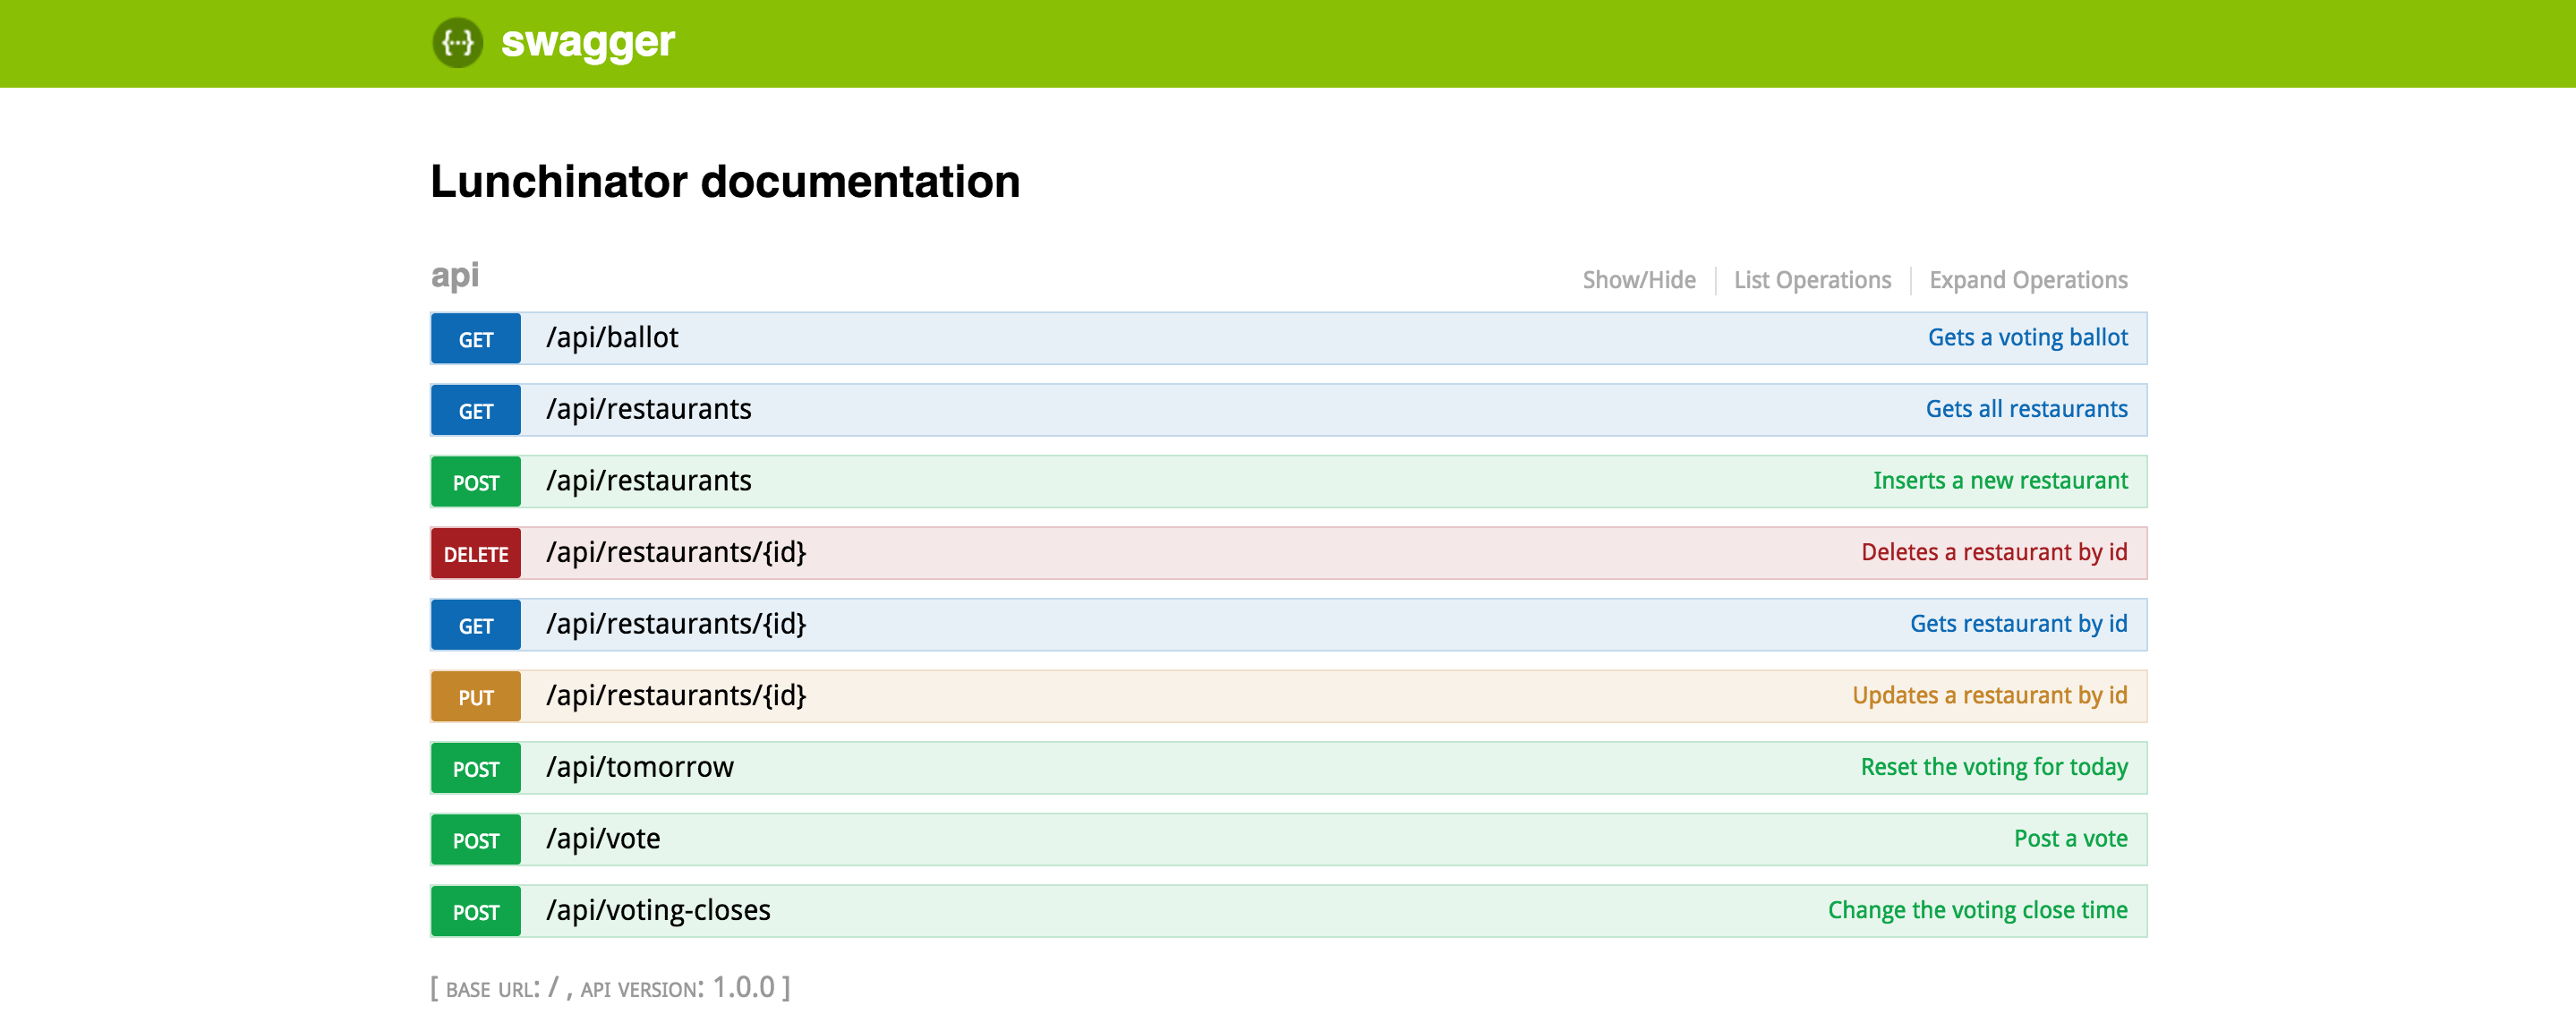 {···} swagger
Lunchinator documentation
api Show/Hide List Operations Expand Operations
GET /api/ballot Gets a voting ballot
GET /api/restaurants Gets all restaurants
POST /api/restaurants Inserts a new restaurant
DELETE /api/restaurants/{id} Deletes a restaurant by id
GET /api/restaurants/{id} Gets restaurant by id
PUT /api/restaurants/{id} Updates a restaurant by id
POST /api/tomorrow Reset the voting for today
POST /api/vote Post a vote
POST /api/voting-closes Change the voting close time
[ BASE URL: / , API VERSION: 1.0.0 ]